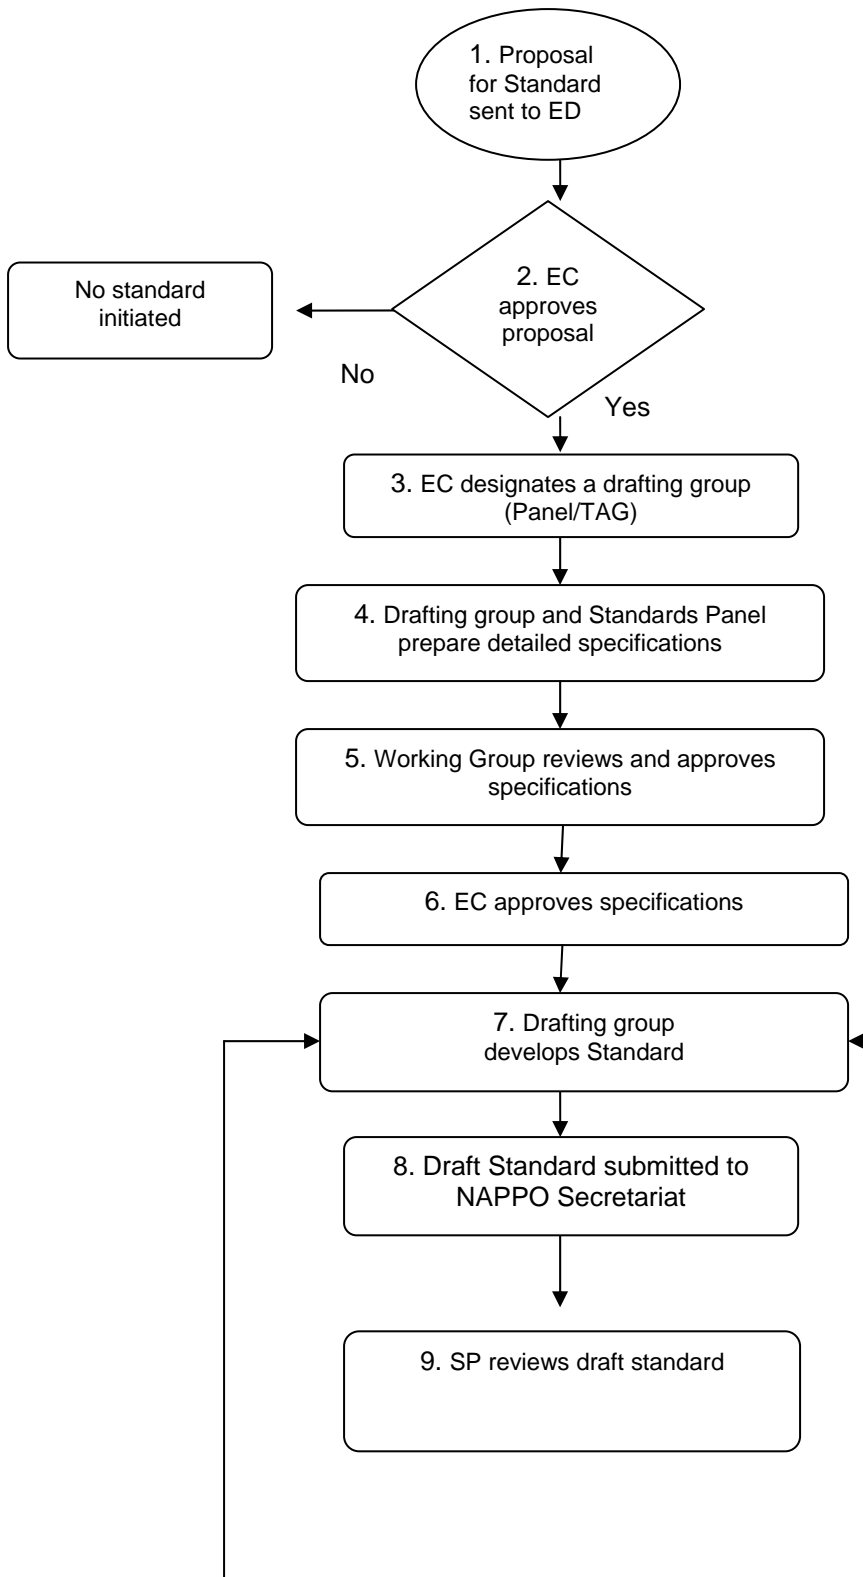 1. Proposal
for Standard
sent to ED
2. EC
approves
proposal
No standard
initiated
No
Yes
3. EC designates a drafting group
(Panel/TAG)
4. Drafting group and Standards Panel
prepare detailed specifications
5. Working Group reviews and approves
specifications
6. EC approves specifications
7. Drafting group
develops Standard
8. Draft Standard submitted to
NAPPO Secretariat
9. SP reviews draft standard